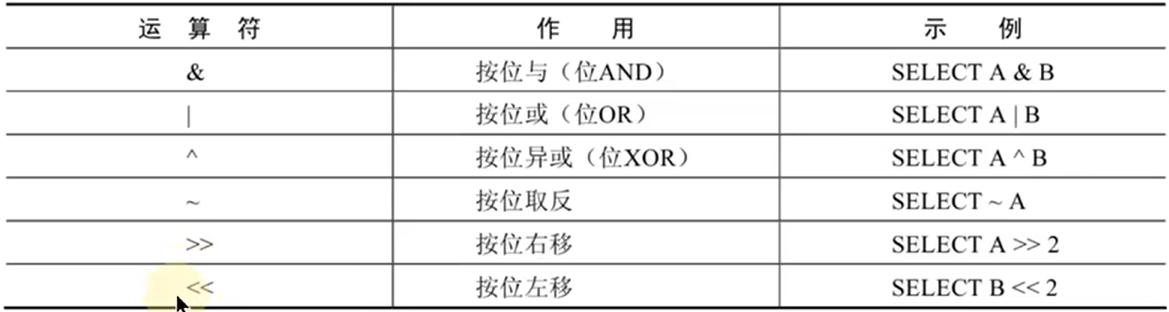 运 算 符 作 用 示 例
& 按位与（位AND） SELECT A & B
| 按位或（位OR） SELECT A | B
^ 按位异或（位XOR） SELECT A ^ B
~ 按位取反 SELECT ~ A
>> 按位右移 SELECT A >> 2
<< 按位左移 SELECT B << 2